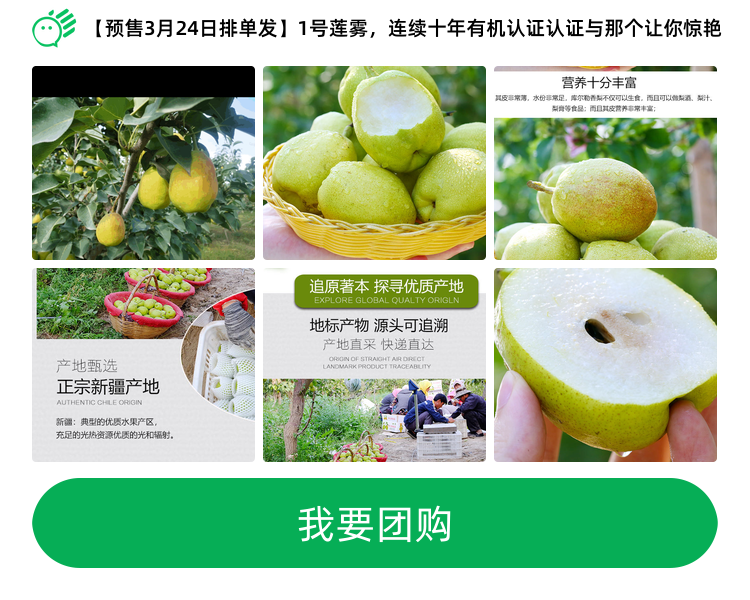 【预售3月24日排单发】1号莲雾，连续十年有机认证认证与那个让你惊艳
营养十分丰富
其皮非常薄，水份非常足，库尔勒香梨不仅可以生食，而且可以做梨酒，梨汁，
梨膏等食品；而且其皮营养非常丰富；
产地甄选
正宗新疆产地
AUTHENTIC CHILE ORIGIN
新疆：典型的优质水果产区，
充足的光热资源优质的光和辐射。
追原著本 探寻优质产地
EXPLORE GLOBAL QUALTY ORIGLN
地标产物 源头可追溯
产地直采 快递直达
ORIGIN OF STRAIGHT AIR DIRECT
LANDMARK PRODUCT TRACEABILITY
我要团购